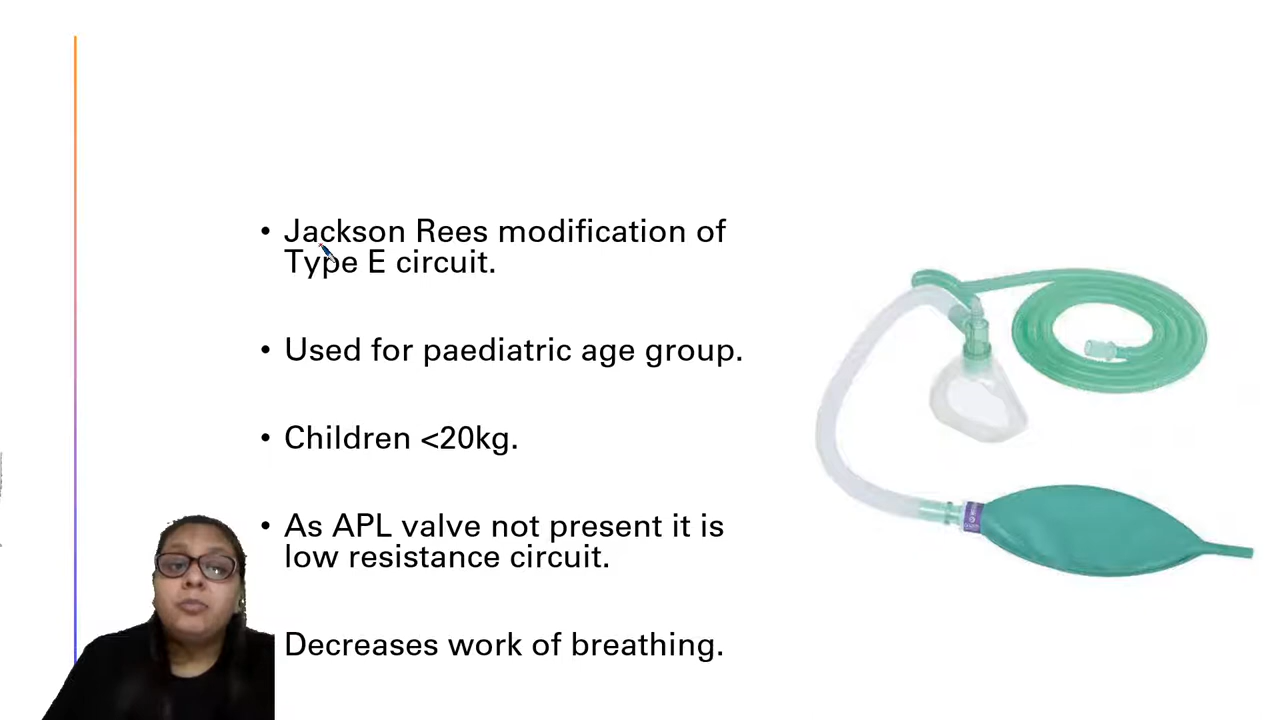 • Jackson Rees modification of
Type E circuit.
• Used for paediatric age group.
• Children <20kg.
• As APL valve not present it is
low resistance circuit.
Decreases work of breathing.